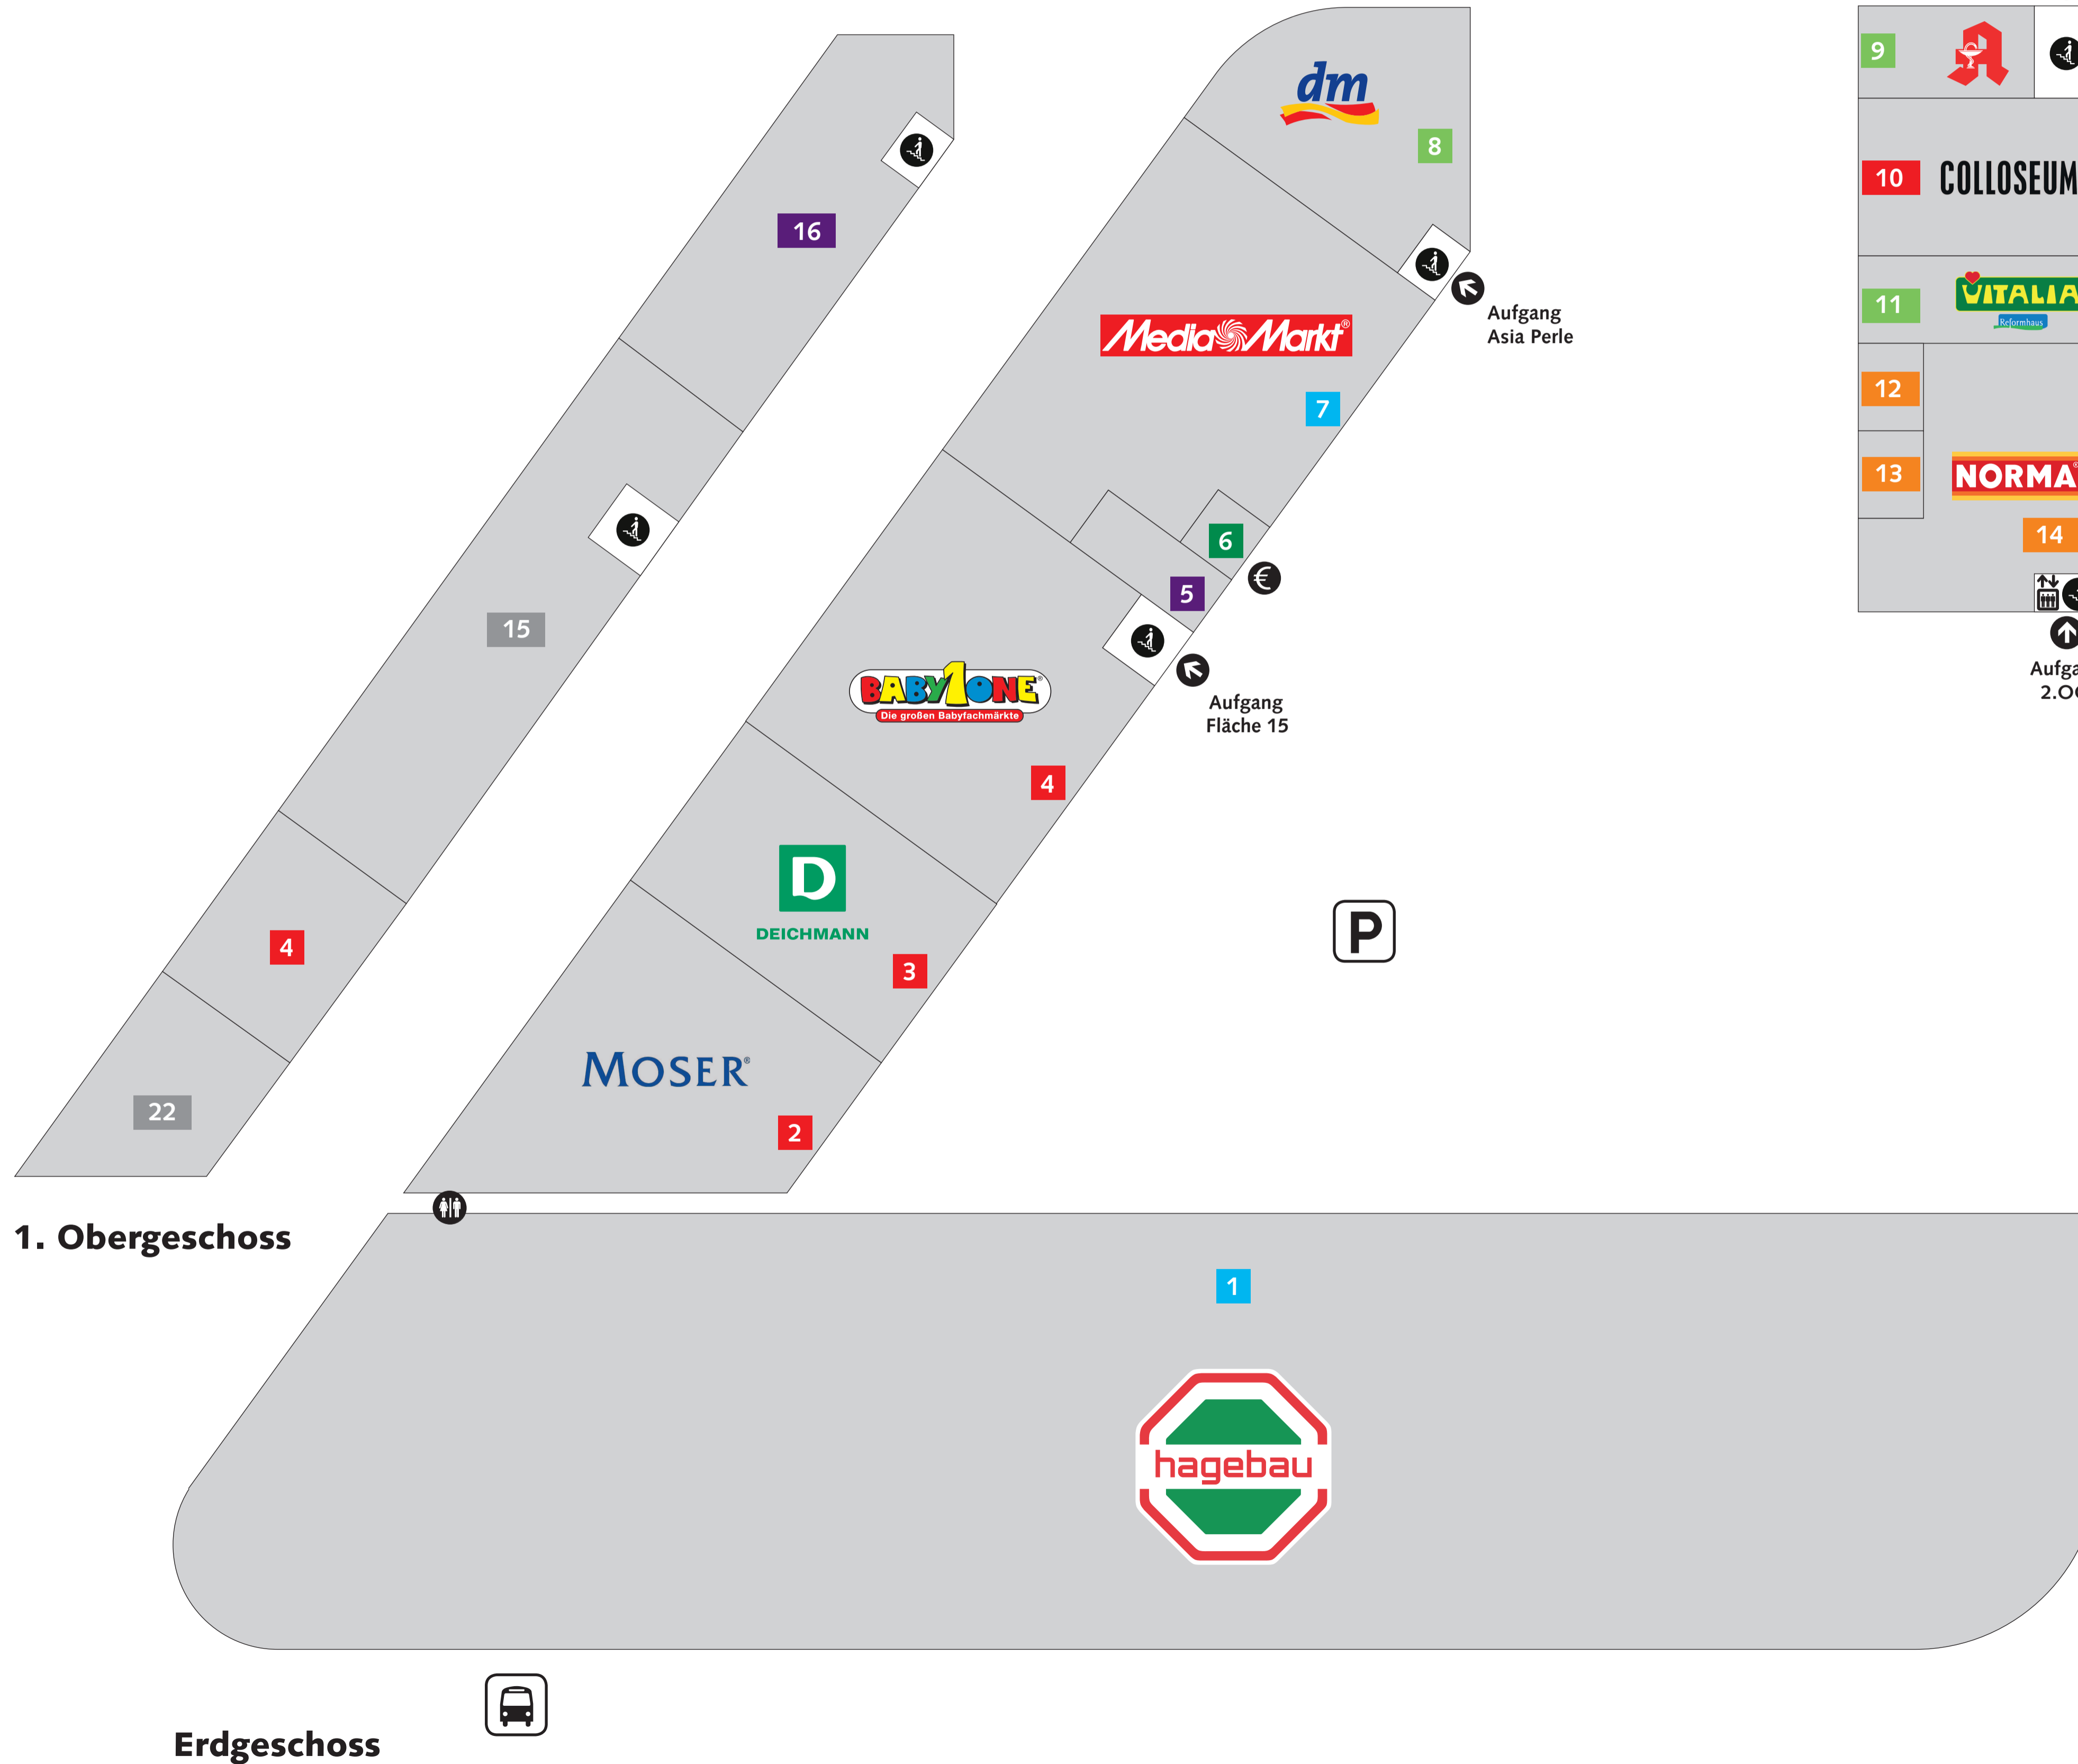 dm
8
16
Aufgang
Asia Perle
MediaMarkt®
7
6
€
5
15
Aufgang
Fläche 15
BABY1ONE®
Die großen Babyfachmärkte
4
D
DEICHMANN
3
4
MOSER®
2
22
P
9
A
10
COLLOSEUM
11
VITALIA
Reformhaus
12
13
NORMA®
14
1. Obergeschoss
1
hagebau
Erdgeschoss